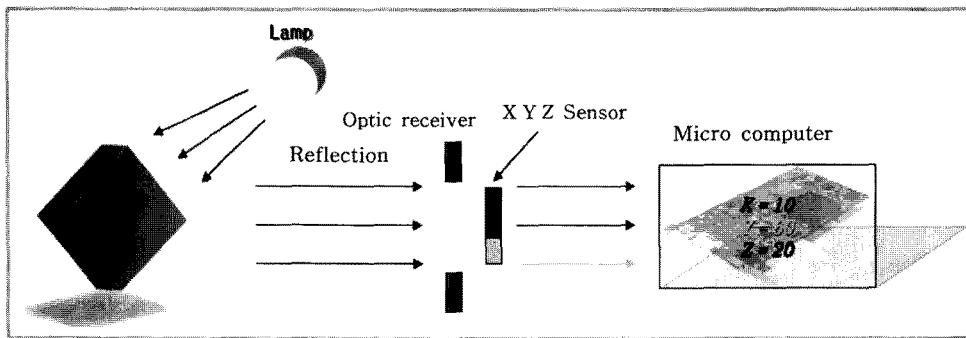 Lamp
X Y Z Sensor
Optic receiver
Micro computer
Reflection
X = 10
Z = 20